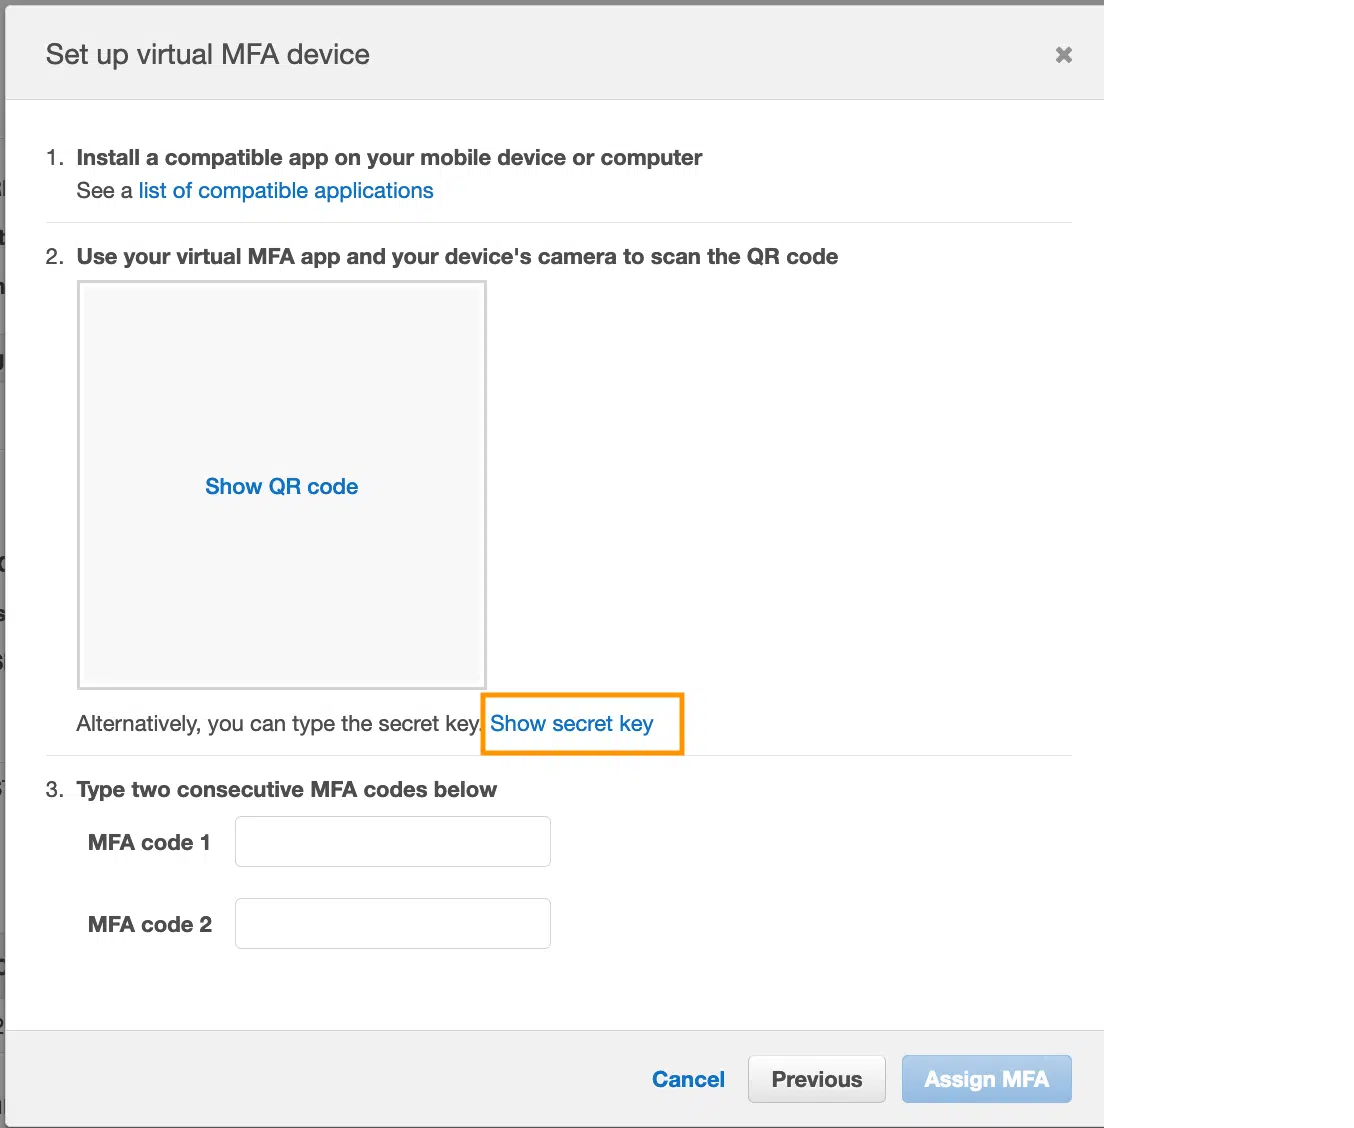 Set up virtual MFA device
1. Install a compatible app on your mobile device or computer
See a list of compatible applications
2. Use your virtual MFA app and your device's camera to scan the QR code
Show QR code
Alternatively, you can type the secret key. Show secret key
3. Type two consecutive MFA codes below
MFA code 1
MFA code 2
Cancel Previous Assign MFA